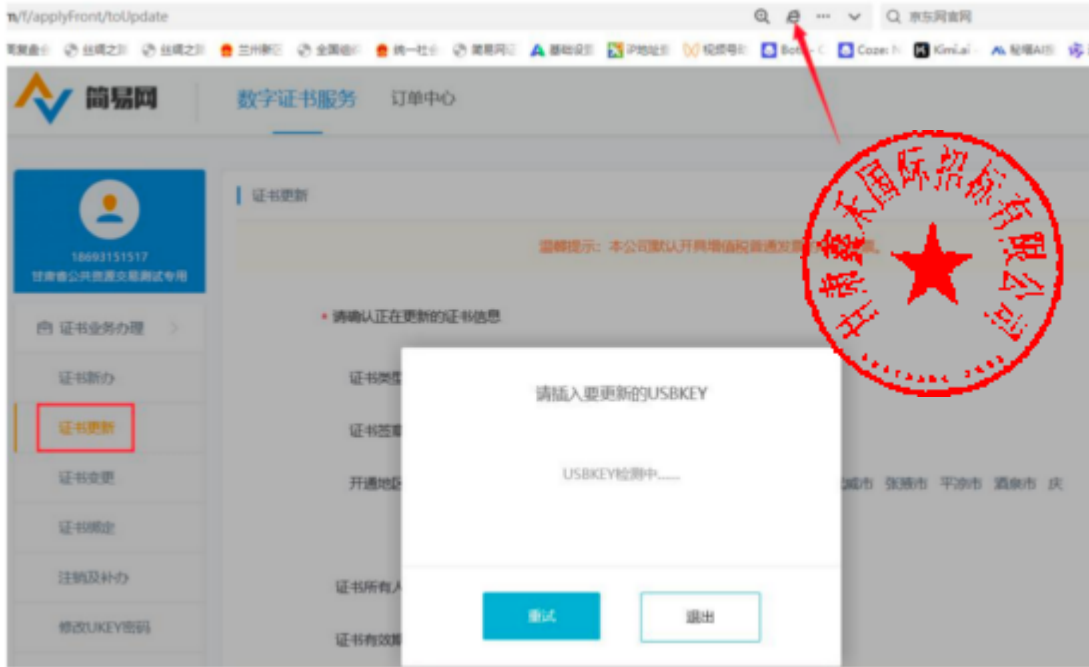 /f/applyFront/toUpdate
京东网官网
全国组
统一社
Kimi.ai
简易网
数字证书服务
订单中心
证书更新
18693151517
甘肃省公共资源交易测试专用
温馨提示：本公司默认开具增值税普通发
甘肃鑫禾国际招标有限公司
* 请确认正在更新的证书信息
证书业务办理
证书新办
证书更新
证书变更
证书绑定
注销及补办
修改UKEY密码
证书类型
证书签章
开通地区
张掖市 平凉市 酒泉市 庆
证书所有人
证书有效期
请插入要更新的USBKEY
USBKEY检测中......
重试
退出